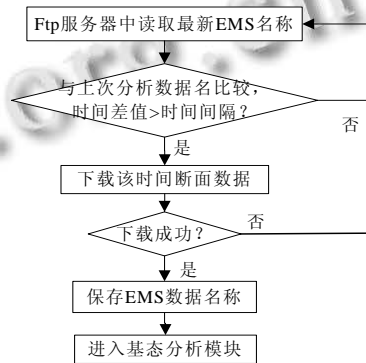 Ftp服务器中读取最新EMS名称
与上次分析数据名比较，
时间差值>时间间隔？
否
是
下载该时间断面数据
下载成功？
否
是
保存EMS数据名称
进入基态分析模块